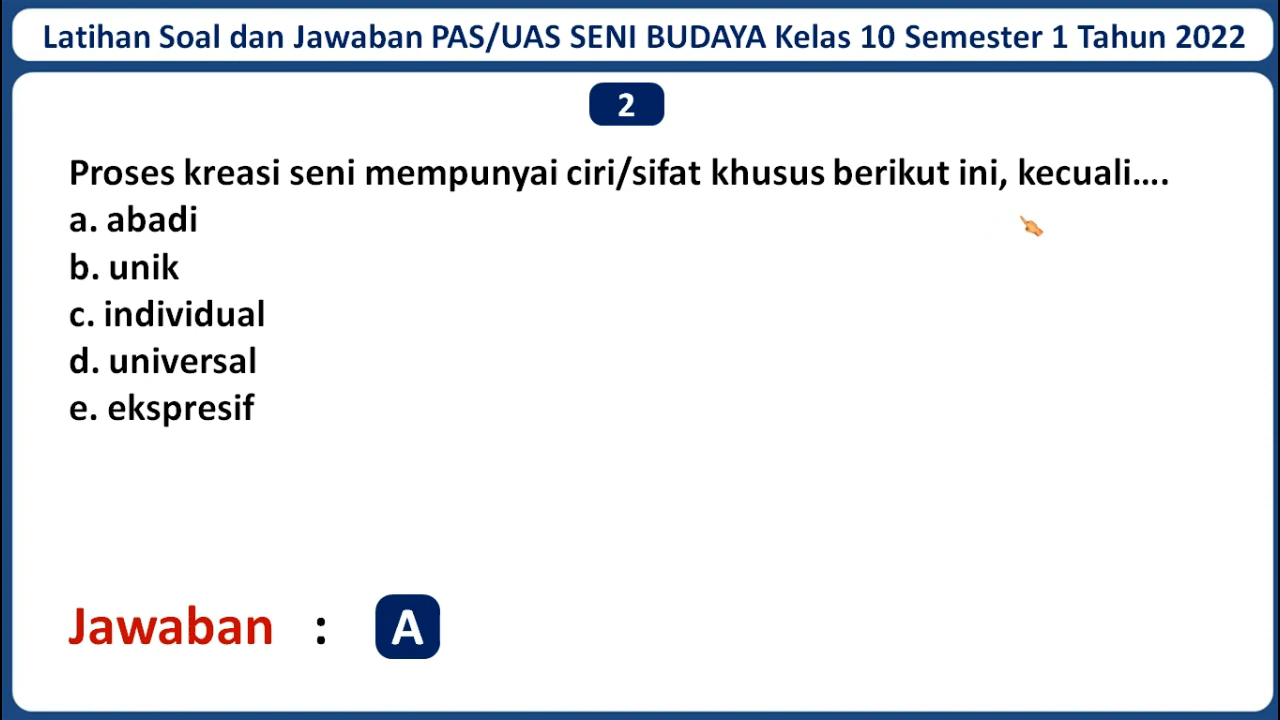 Latihan Soal dan Jawaban PAS/UAS SENI BUDAYA Kelas 10 Semester 1 Tahun 2022
2
Proses kreasi seni mempunyai ciri/sifat khusus berikut ini, kecuali....
a. abadi
b. unik
c. individual
d. universal
e. ekspresif
Jawaban : A